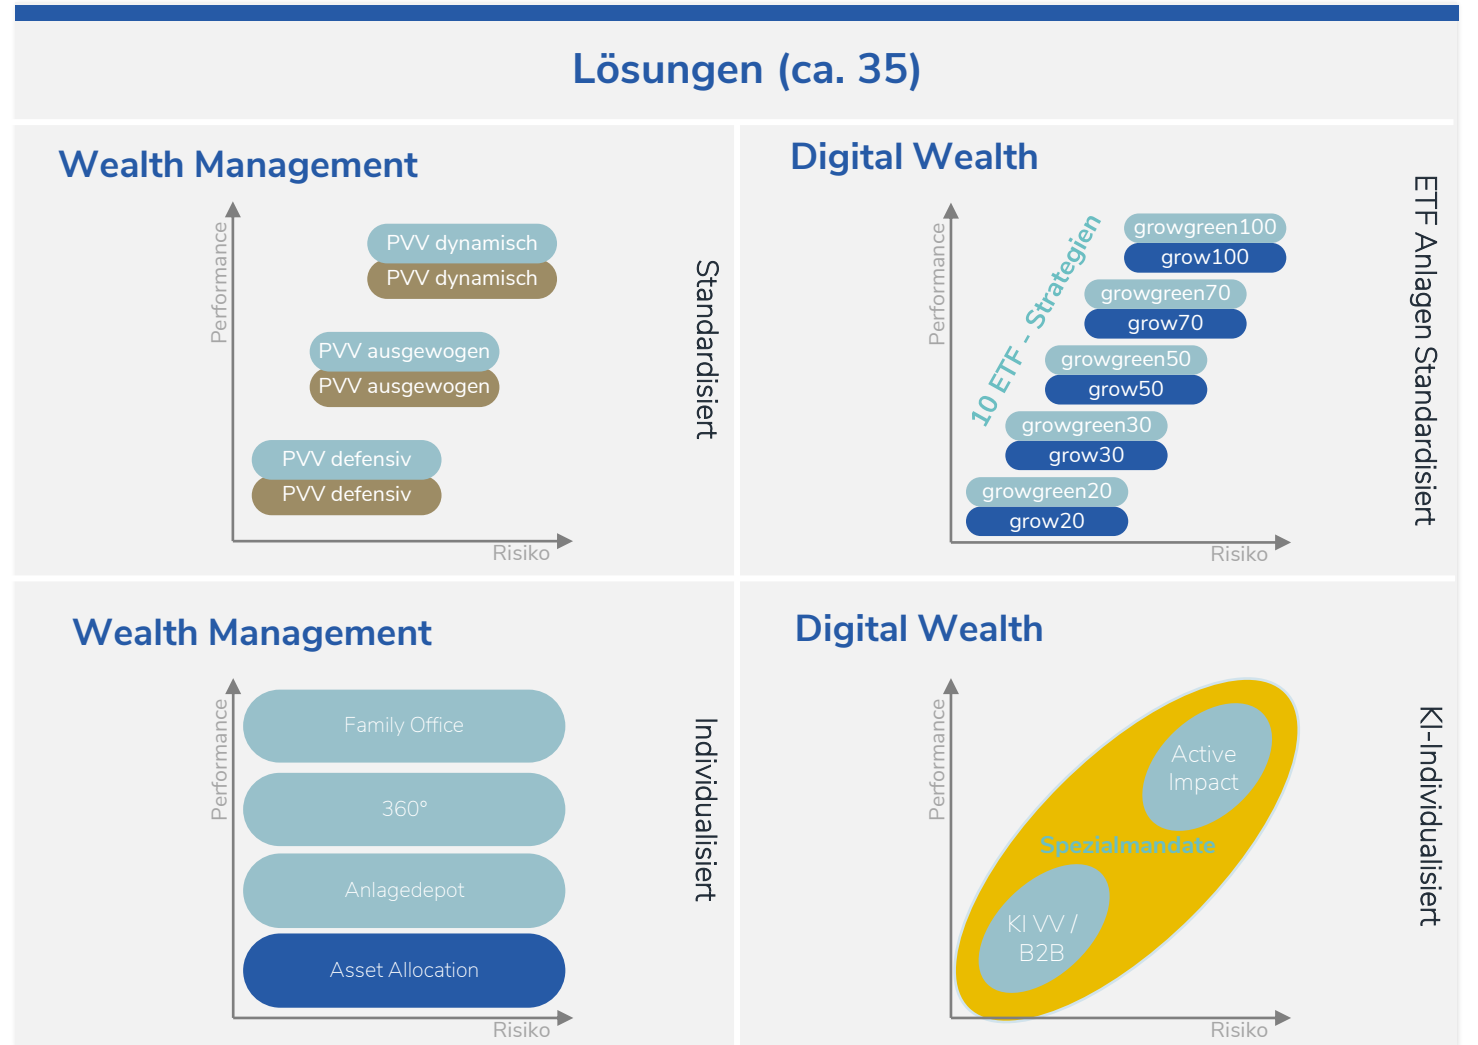 Lösungen (ca. 35)
Wealth Management
Performance
PVV dynamisch
PVV dynamisch
PVV ausgewogen
PVV ausgewogen
PVV defensiv
PVV defensiv
Risiko
Standardisiert
Digital Wealth
Performance
10 ETF - Strategien
growgreen100
grow100
growgreen70
grow70
growgreen50
grow50
growgreen30
grow30
growgreen20
grow20
Risiko
ETF Anlagen Standardisiert
Wealth Management
Performance
Family Office
360°
Anlagedepot
Asset Allocation
Risiko
Individualisiert
Digital Wealth
Performance
Active
Impact
Spezialmandate
KI VV /
B2B
Risiko
KI-Individualisiert